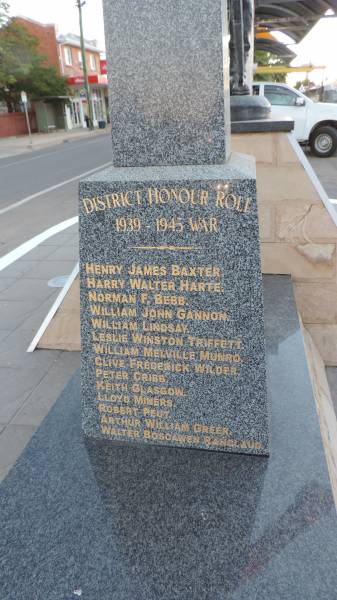 DISTRICT HONOUR ROLL
1939 - 1945 WAR
HENRY JAMES BAXTER.
HARRY WALTER HARTE.
NORMAN F. BEBB.
WILLIAM JOHN GANNON.
WILLIAM LINDSAY.
LESLIE WINSTON TRIFFETT.
WILLIAM MELVILLE MUNRO.
CLIVE FREDERICK WILDER.
PETER CRIBB.
KEITH GLASGOW.
LLOYD MINERS
ROBERT PEUT.
ARTHUR WILLIAM GREER.
WALTER BOSCAWEN RANGLAUD.